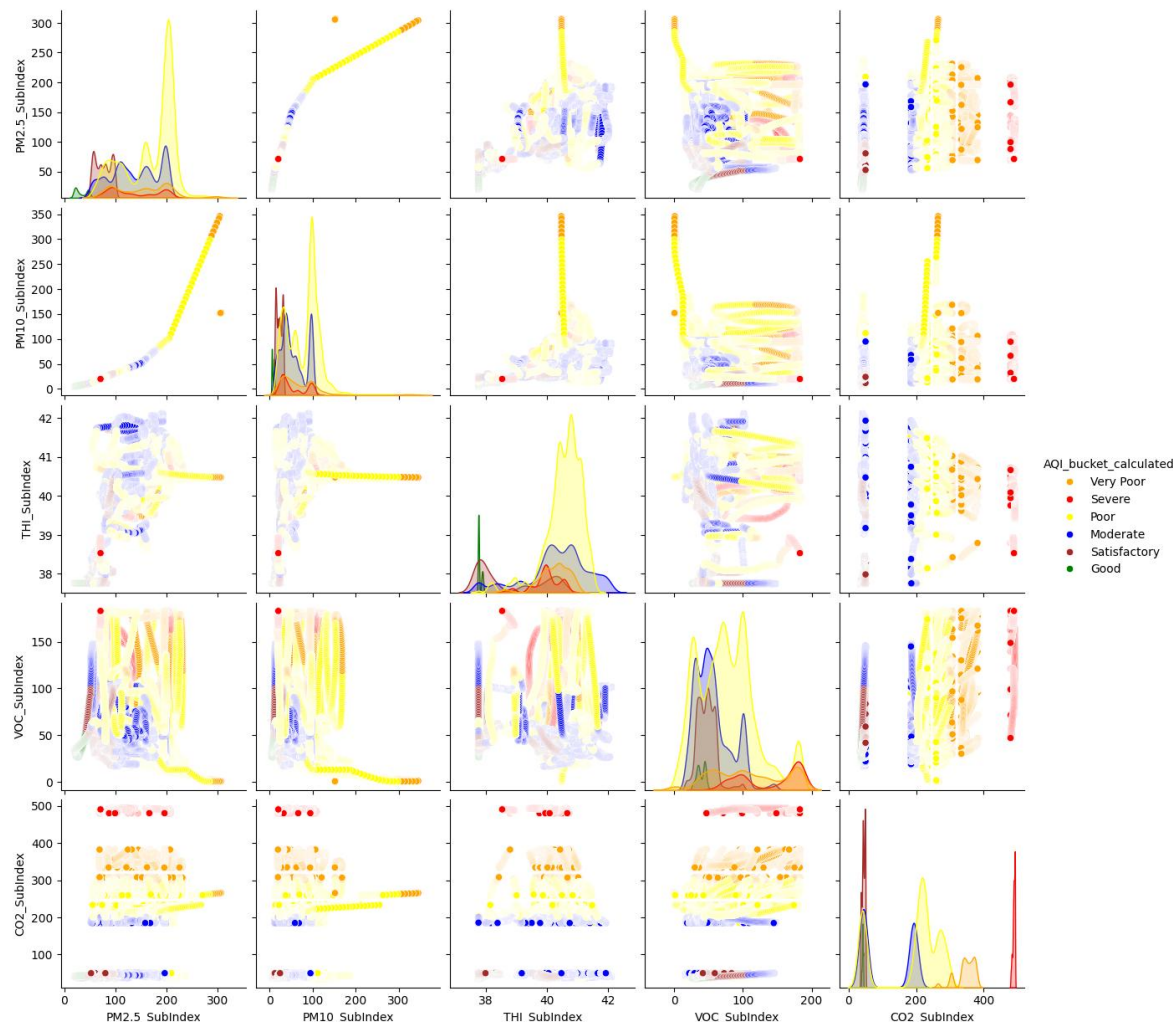 300
250
200
150
100
50
PM2.5_SubIndex
350
300
250
200
150
100
50
0
PM10_SubIndex
42
41
40
39
38
THI_SubIndex
AQI_bucket_calculated
Very Poor
Severe
Poor
Moderate
Satisfactory
Good
150
100
50
0
VOC_SubIndex
500
400
300
200
100
CO2_SubIndex
0 100 200 300 0 100 200 300 38 40 42 0 100 200 0 200 400
PM2.5_SubIndex PM10_SubIndex THI_SubIndex VOC_SubIndex CO2_SubIndex